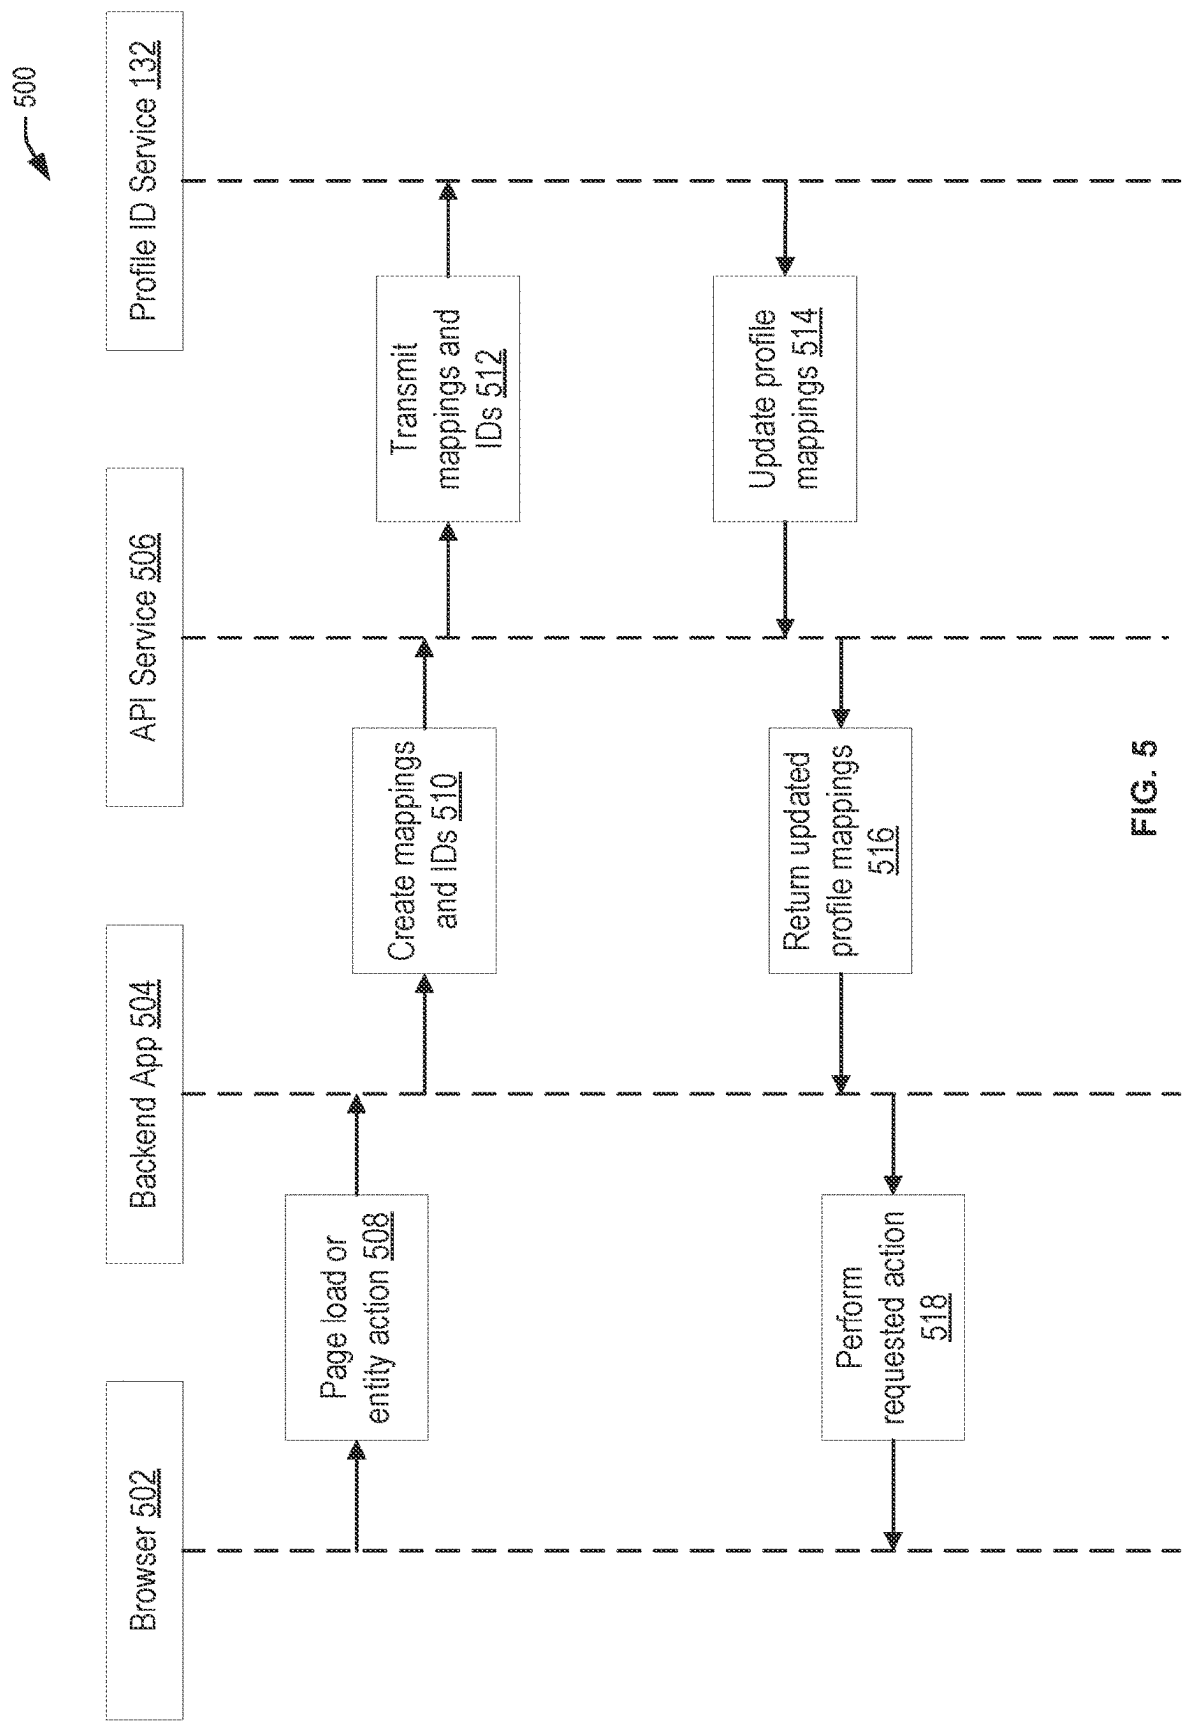 500
Browser 502
Backend App 504
API Service 506
Profile ID Service 132
Page load or
entity action 508
Create mappings
and IDs 510
Transmit
mappings and
IDs 512
Update profile
mappings 514
Return updated
profile mappings
516
Perform
requested action
518
FIG. 5